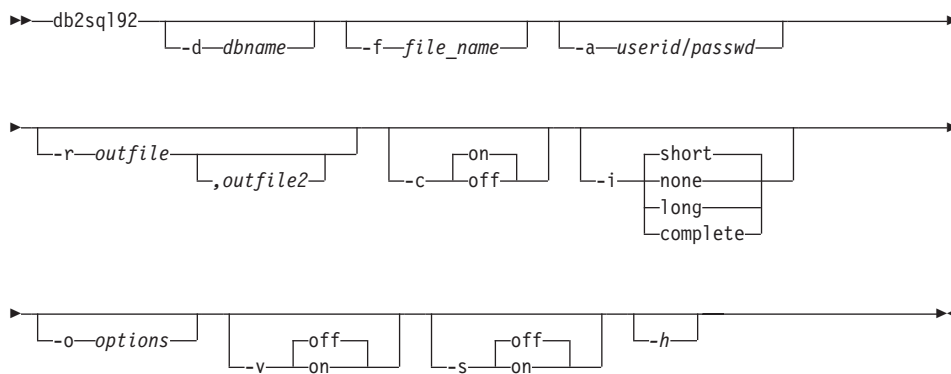 db2sql92 -d dbname -f file_name -a userid/passwd
-r outfile ,outfile2 -c on off -i short none long complete
-o options -v off on -s off on -h